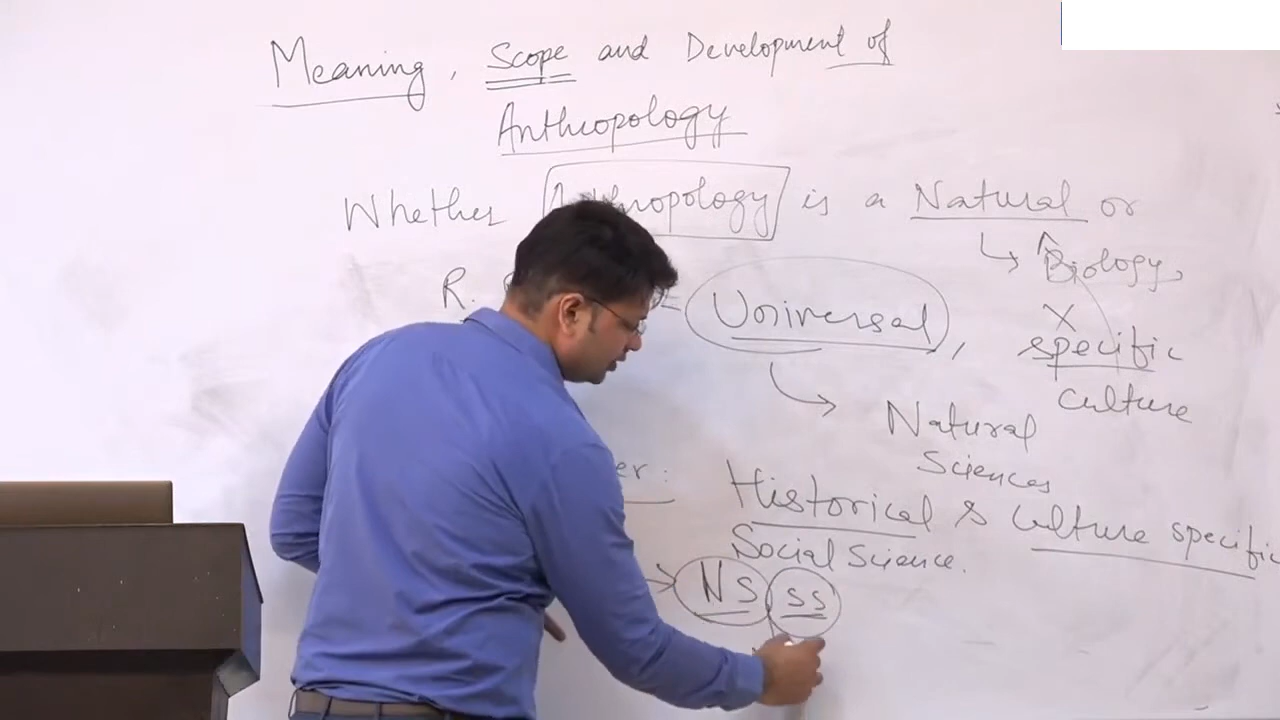 Meaning, Scope and Development of
Anthropology
Whether Anthropology is a Natural or
Biology,
R. = Universal, X specific
culture
Natural
Sciences
er: Historical & culture specific
Social Science.
NS SS